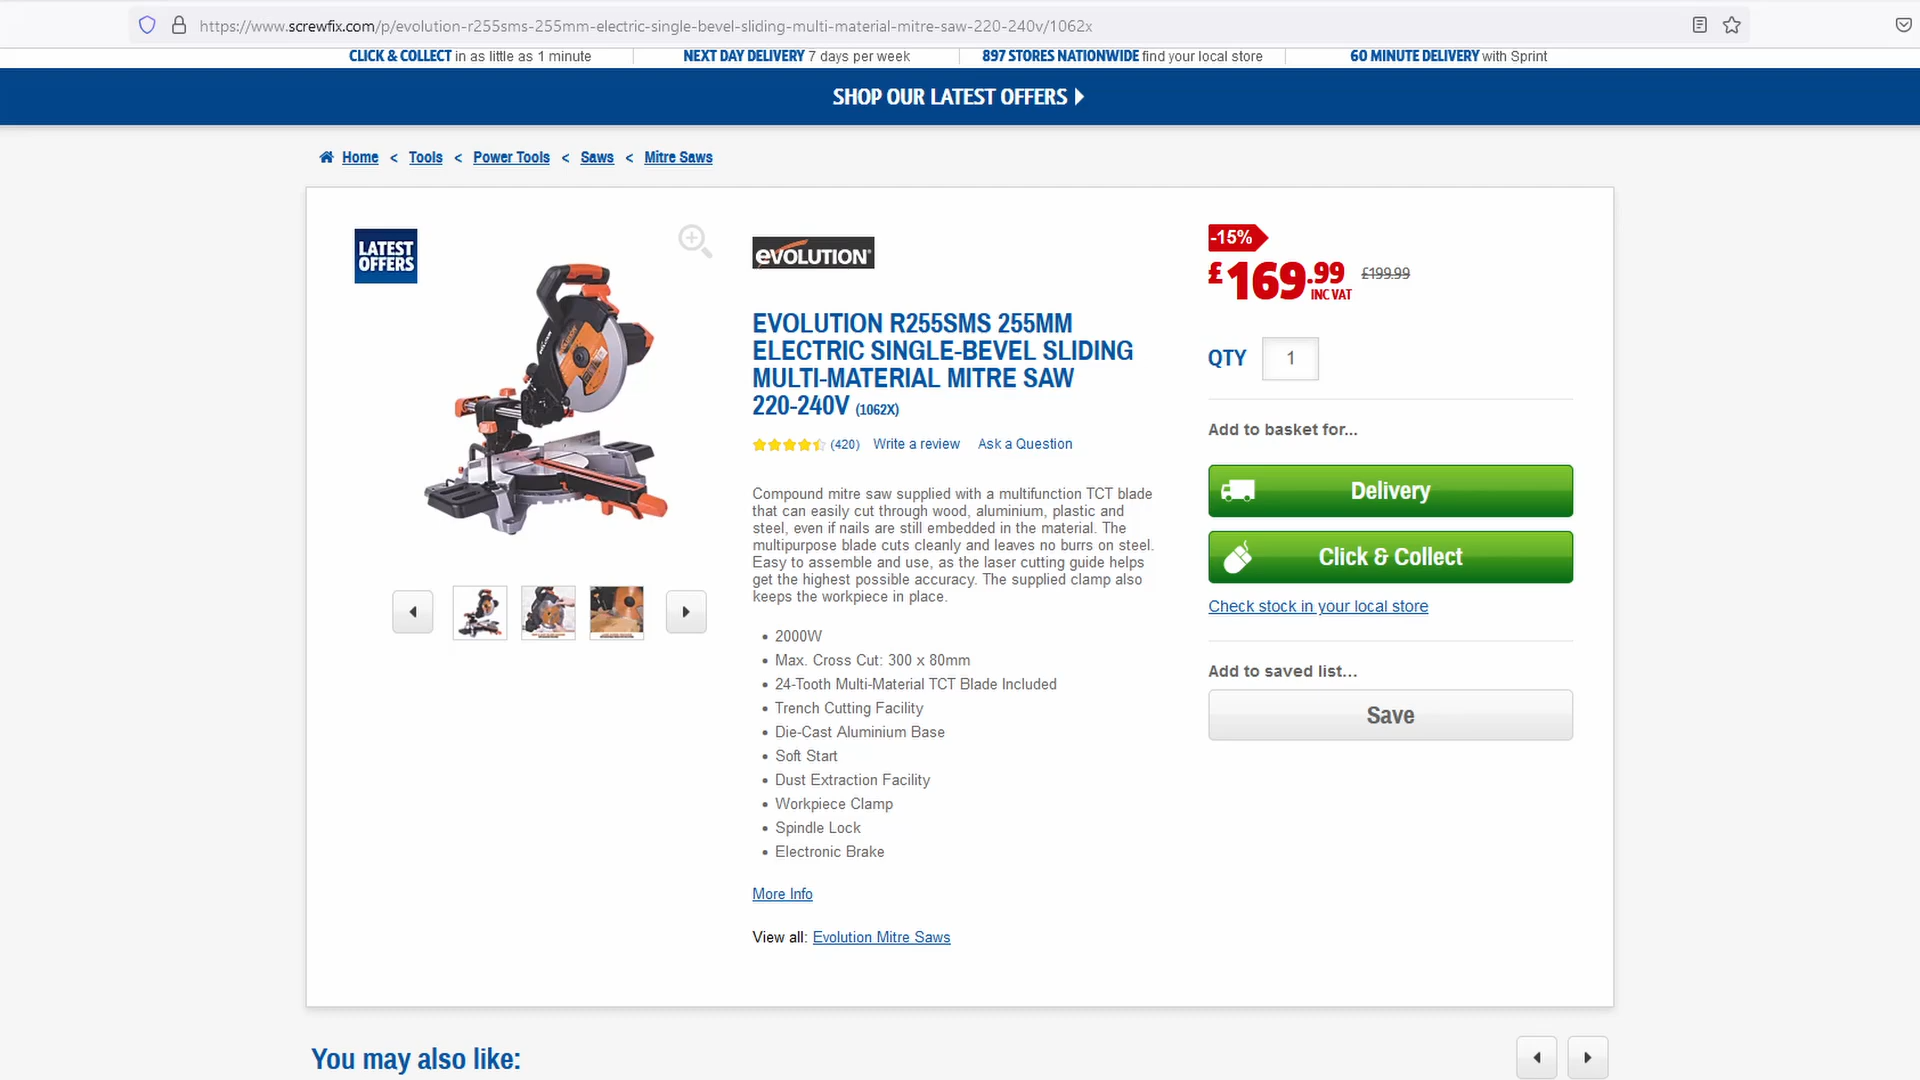 https://www.screwfix.com/p/evolution-r255sms-255mm-electric-single-bevel-sliding-multi-material-mitre-saw-220-240v/1062x
CLICK & COLLECT in as little as 1 minute
NEXT DAY DELIVERY 7 days per week
897 STORES NATIONWIDE find your local store
60 MINUTE DELIVERY with Sprint
SHOP OUR LATEST OFFERS
Home < Tools < Power Tools < Saws < Mitre Saws
LATEST
OFFERS
eVOLUTION
EVOLUTION R255SMS 255MM
ELECTRIC SINGLE-BEVEL SLIDING
MULTI-MATERIAL MITRE SAW
220-240V (1062X)
(420) Write a review Ask a Question
Compound mitre saw supplied with a multifunction TCT blade
that can easily cut through wood, aluminium, plastic and
steel, even if nails are still embedded in the material. The
multipurpose blade cuts cleanly and leaves no burrs on steel.
Easy to assemble and use, as the laser cutting guide helps
get the highest possible accuracy. The supplied clamp also
keeps the workpiece in place.
2000W
Max. Cross Cut: 300 x 80mm
24-Tooth Multi-Material TCT Blade Included
Trench Cutting Facility
Die-Cast Aluminium Base
Soft Start
Dust Extraction Facility
Workpiece Clamp
Spindle Lock
Electronic Brake
More Info
View all: Evolution Mitre Saws
-15%
£169.99 £199.99
INC VAT
QTY 1
Add to basket for...
Delivery
Click & Collect
Check stock in your local store
Add to saved list...
Save
You may also like: